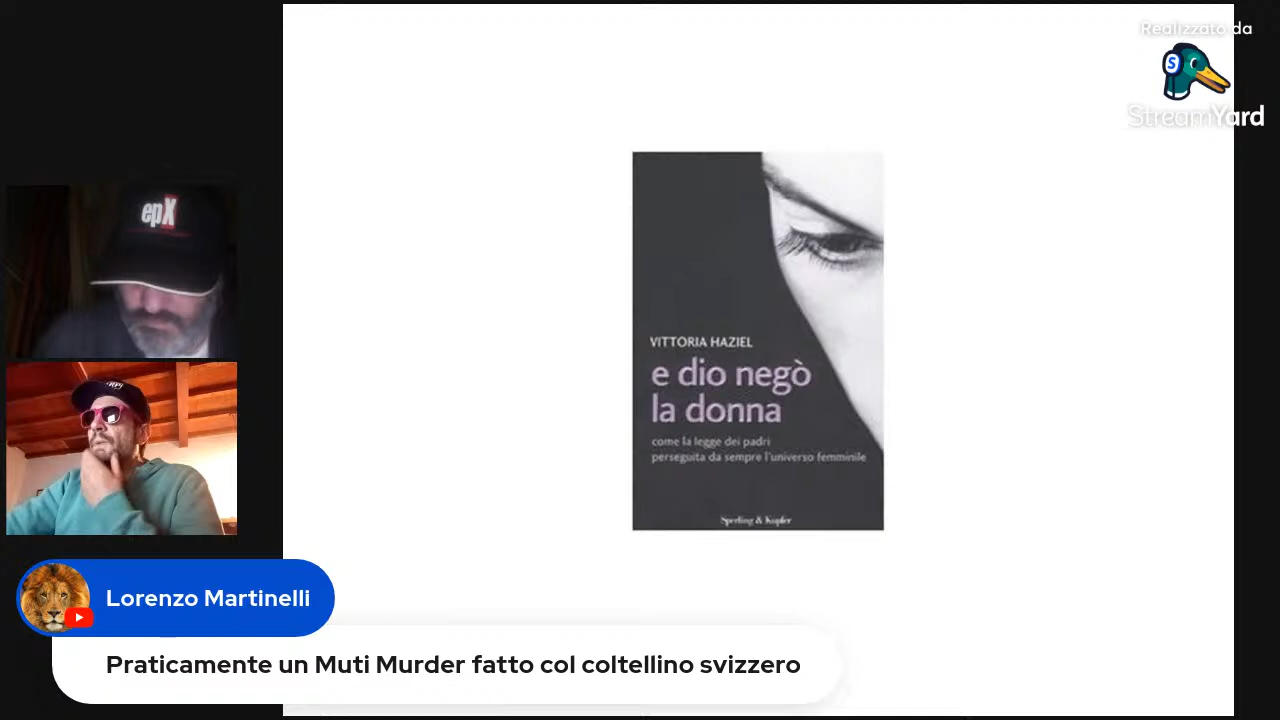 Realizzato da
StreamYard
epX
VITTORIA HAZIEL
e dio negò
la donna
come la legge dei padri
perseguita da sempre l'universo femminile
Sperling & Kupfer
Lorenzo Martinelli
Praticamente un Muti Murder fatto col coltellino svizzero